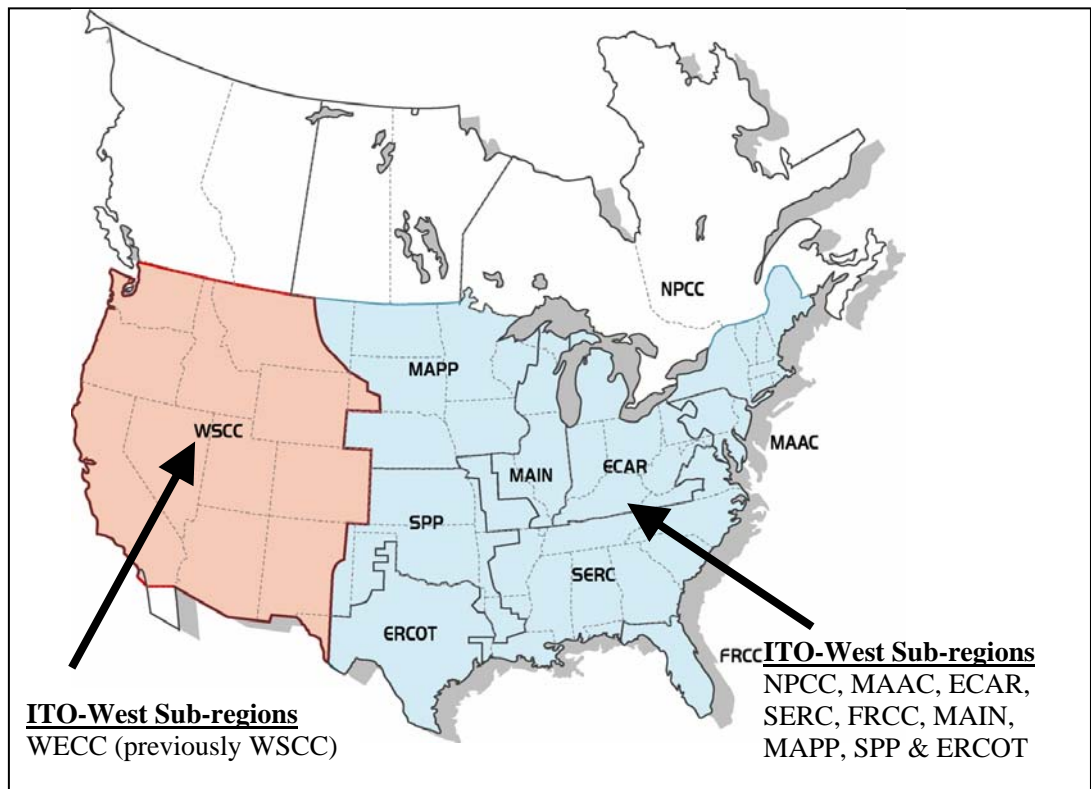 NPCC
MAPP
WSCC
MAAC
MAIN
ECAR
SPP
SERC
ERCOT
FRCC
ITO-West Sub-regions
NPCC, MAAC, ECAR,
SERC, FRCC, MAIN,
MAPP, SPP & ERCOT
ITO-West Sub-regions
WECC (previously WSCC)